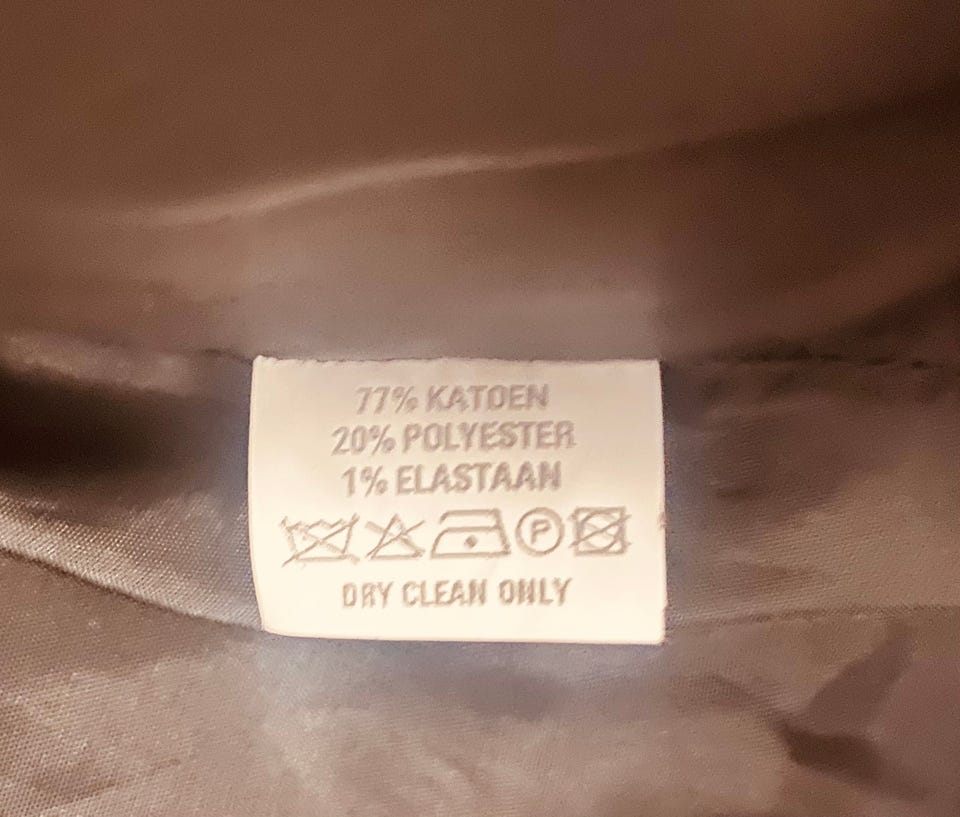 77% KATOEN
20% POLYESTER
1% ELASTAAN
P
DRY CLEAN ONLY